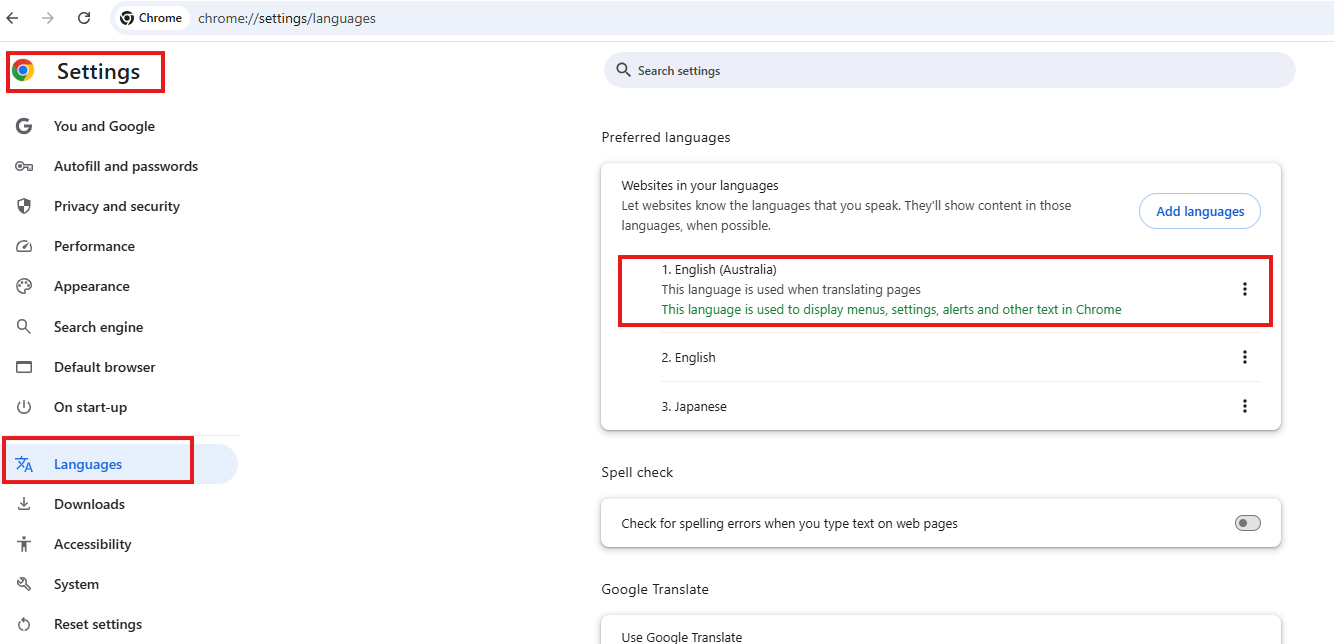 Chrome
chrome://settings/languages
Settings
Search settings
You and Google
Autofill and passwords
Privacy and security
Performance
Appearance
Search engine
Default browser
On start-up
Languages
Downloads
Accessibility
System
Reset settings
Preferred languages
Websites in your languages
Let websites know the languages that you speak. They'll show content in those
languages, when possible.
Add languages
1. English (Australia)
This language is used when translating pages
This language is used to display menus, settings, alerts and other text in Chrome
2. English
3. Japanese
Spell check
Check for spelling errors when you type text on web pages
Google Translate
Use Google Translate